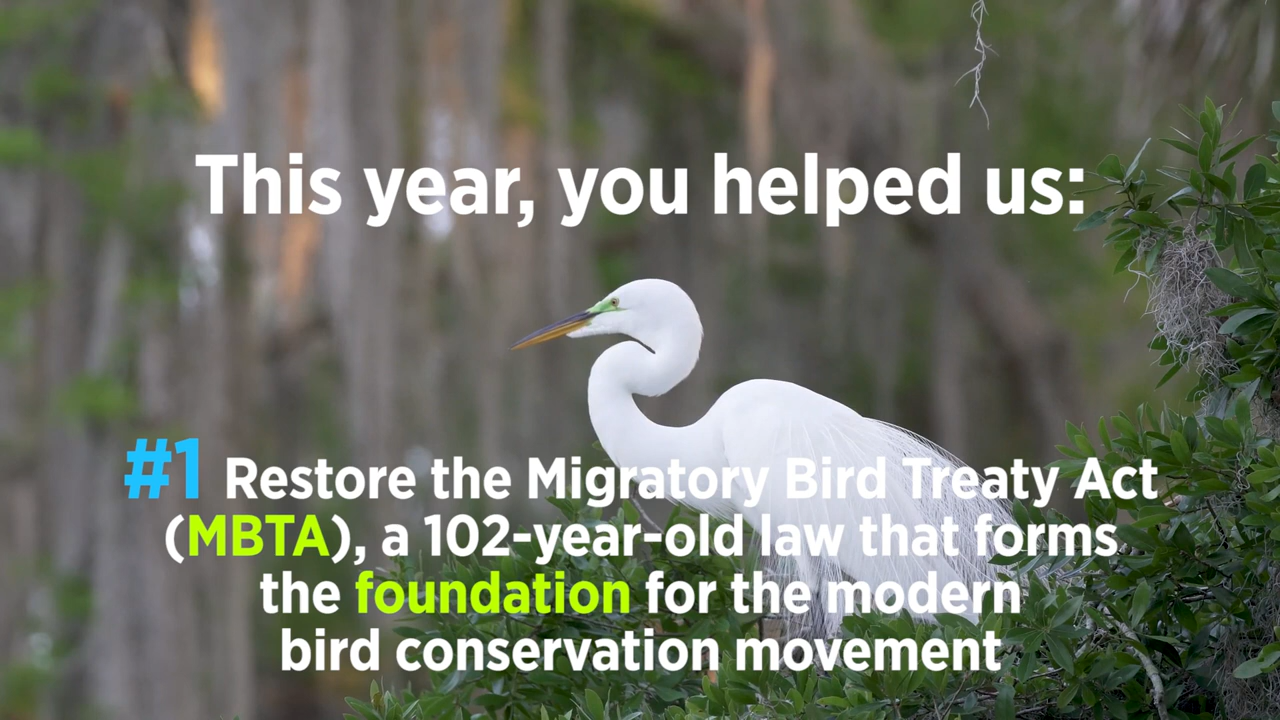 This year, you helped us:
#1 Restore the Migratory Bird Treaty Act
(MBTA), a 102-year-old law that forms
the foundation for the modern
bird conservation movement